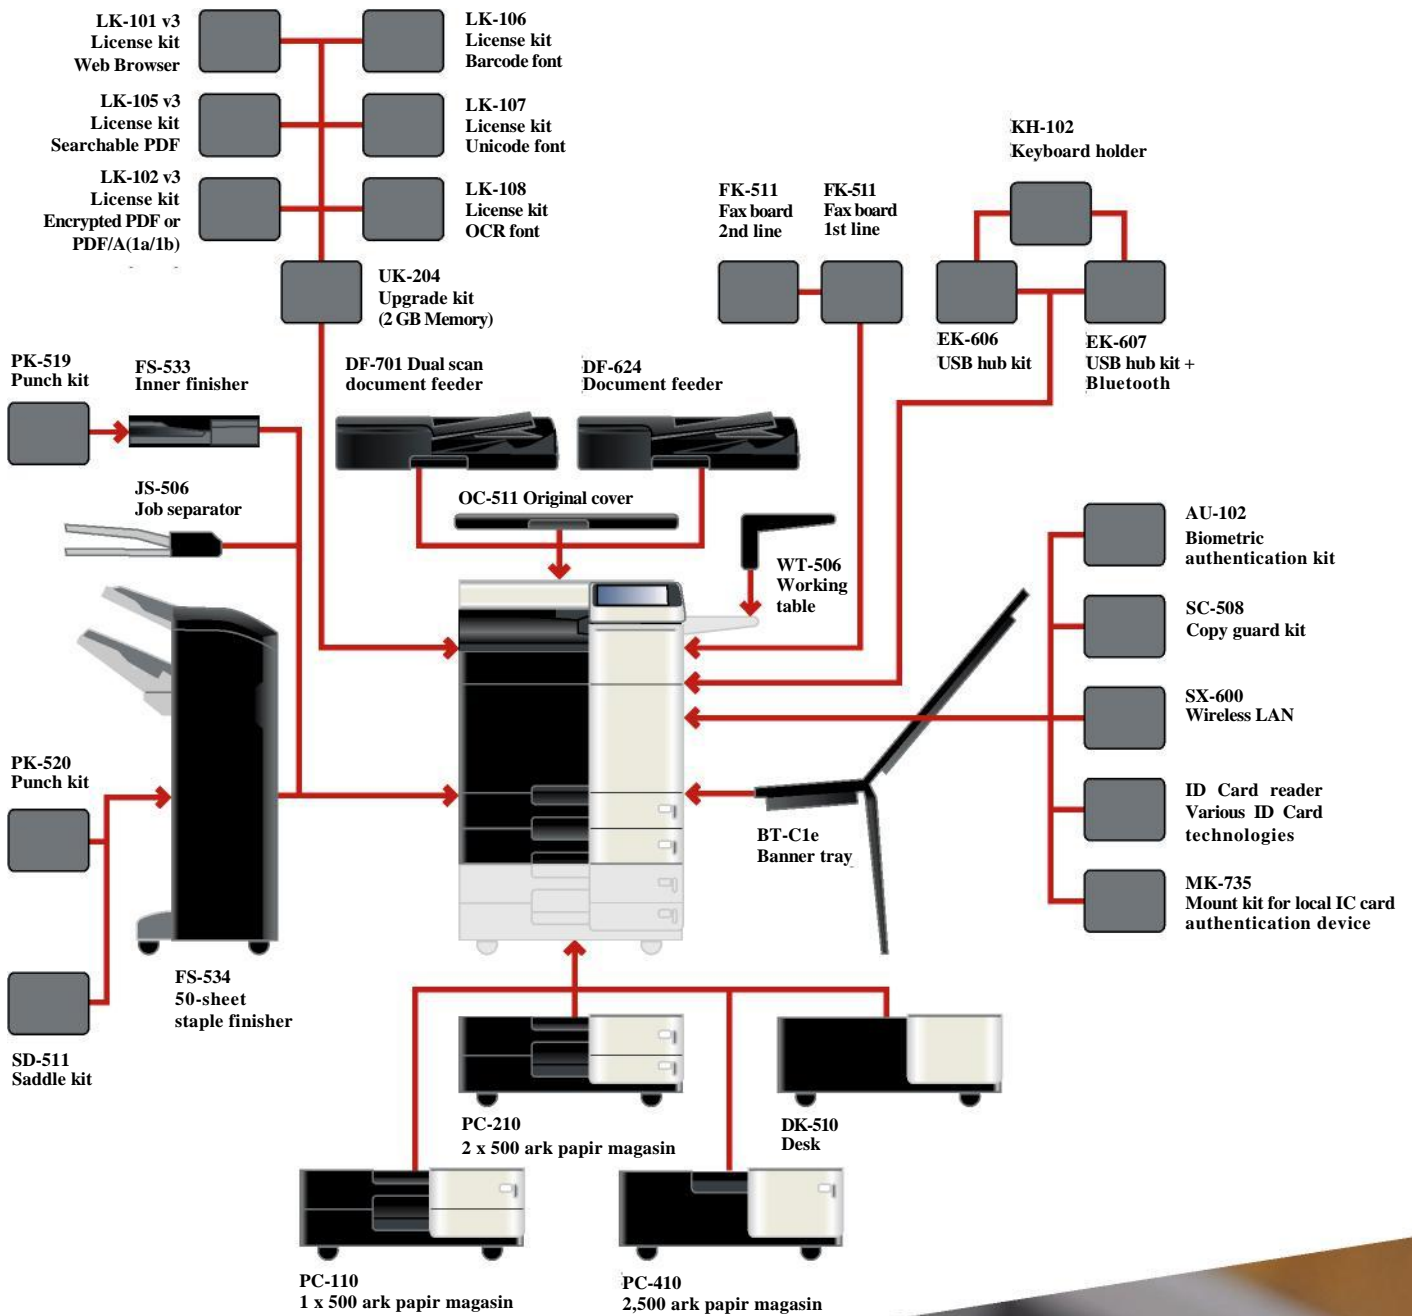 LK-101 v3
License kit
Web Browser
LK-106
License kit
Barcode font
LK-105 v3
License kit
Searchable PDF
LK-107
License kit
Unicode font
LK-102 v3
License kit
Encrypted PDF or
PDF/A(1a/1b)
LK-108
License kit
OCR font
UK-204
Upgrade kit
(2 GB Memory)
FK-511
Fax board
2nd line
FK-511
Fax board
1st line
KH-102
Keyboard holder
EK-606
USB hub kit
EK-607
USB hub kit +
Bluetooth
PK-519
Punch kit
FS-533
Inner finisher
DF-701 Dual scan
document feeder
DF-624
Document feeder
JS-506
Job separator
OC-511 Original cover
WT-506
Working
table
AU-102
Biometric
authentication kit
SC-508
Copy guard kit
SX-600
Wireless LAN
PK-520
Punch kit
ID Card reader
Various ID Card
technologies
BT-C1e
Banner tray
MK-735
Mount kit for local IC card
authentication device
FS-534
50-sheet
staple finisher
SD-511
Saddle kit
PC-210
2 x 500 ark papir magasin
DK-510
Desk
PC-110
1 x 500 ark papir magasin
PC-410
2,500 ark papir magasin